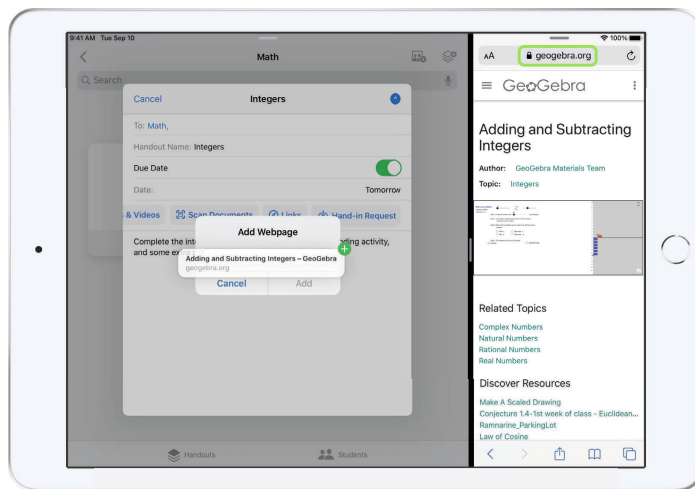 9:41 AM Tue Sep 10
100%
Math
Search
Cancel
Integers
To: Math,
Handout Name: Integers
Due Date
Date:
Tomorrow
& Videos
Scan Documents
Links
Hand-in Request
Complete the int
ding activity,
and some ex
Add Webpage
Adding and Subtracting Integers – GeoGebra
geogebra.org
Cancel
Add
Handouts
Students
AA
geogebra.org
GeoGebra
Adding and Subtracting
Integers
Author: GeoGebra Materials Team
Topic: Integers
Related Topics
Complex Numbers
Natural Numbers
Rational Numbers
Real Numbers
Discover Resources
Make A Scaled Drawing
Conjecture 1.4-1st week of class - Euclidean...
Ramnarine_ParkingLot
Law of Cosine